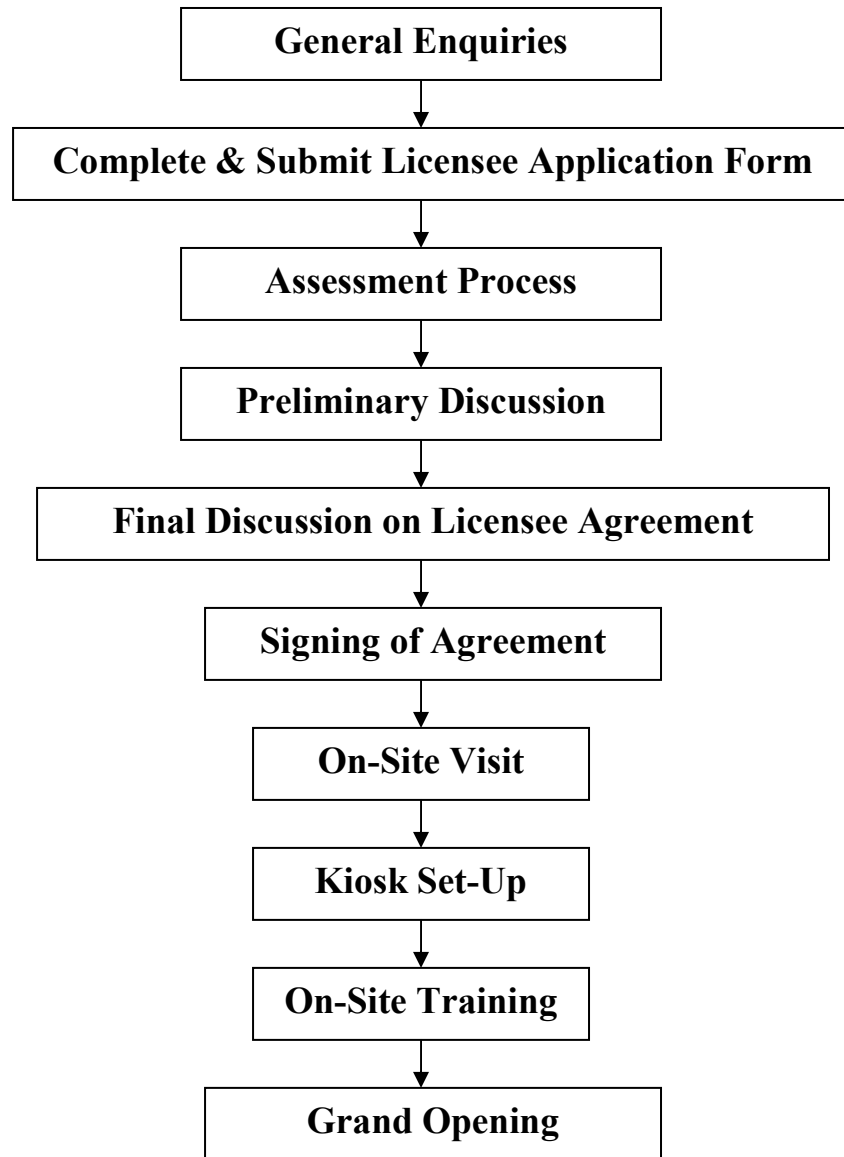 General Enquiries
Complete & Submit Licensee Application Form
Assessment Process
Preliminary Discussion
Final Discussion on Licensee Agreement
Signing of Agreement
On-Site Visit
Kiosk Set-Up
On-Site Training
Grand Opening